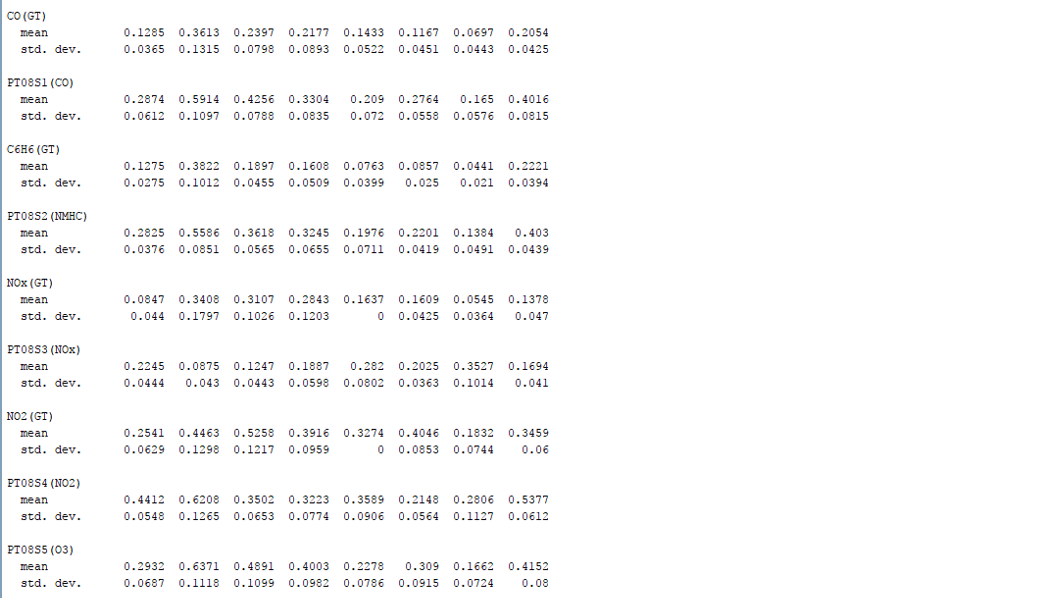 CO(GT)
mean 0.1285 0.3613 0.2397 0.2177 0.1433 0.1167 0.0697 0.2054
std. dev. 0.0365 0.1315 0.0798 0.0893 0.0522 0.0451 0.0443 0.0425
PT08S1(CO)
mean 0.2874 0.5914 0.4256 0.3304 0.209 0.2764 0.165 0.4016
std. dev. 0.0612 0.1097 0.0788 0.0835 0.072 0.0558 0.0576 0.0815
C6H6(GT)
mean 0.1275 0.3822 0.1897 0.1608 0.0763 0.0857 0.0441 0.2221
std. dev. 0.0275 0.1012 0.0455 0.0509 0.0399 0.025 0.021 0.0394
PT08S2(NMHC)
mean 0.2825 0.5586 0.3618 0.3245 0.1976 0.2201 0.1384 0.403
std. dev. 0.0376 0.0851 0.0565 0.0655 0.0711 0.0419 0.0491 0.0439
NOx(GT)
mean 0.0847 0.3408 0.3107 0.2843 0.1637 0.1609 0.0545 0.1378
std. dev. 0.044 0.1797 0.1026 0.1203 0 0.0425 0.0364 0.047
PT08S3(NOx)
mean 0.2245 0.0875 0.1247 0.1887 0.282 0.2025 0.3527 0.1694
std. dev. 0.0444 0.043 0.0443 0.0598 0.0802 0.0363 0.1014 0.041
NO2(GT)
mean 0.2541 0.4463 0.5258 0.3916 0.3274 0.4046 0.1832 0.3459
std. dev. 0.0629 0.1298 0.1217 0.0959 0 0.0853 0.0744 0.06
PT08S4(NO2)
mean 0.4412 0.6208 0.3502 0.3223 0.3589 0.2148 0.2806 0.5377
std. dev. 0.0548 0.1265 0.0653 0.0774 0.0906 0.0564 0.1127 0.0612
PT08S5(O3)
mean 0.2932 0.6371 0.4891 0.4003 0.2278 0.309 0.1662 0.4152
std. dev. 0.0687 0.1118 0.1099 0.0982 0.0786 0.0915 0.0724 0.08